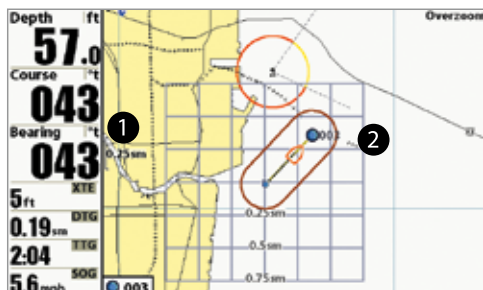 Depth ft
57.0
Course °t
043
Bearing °t
043
XTE
5ft
DTG
0.19sm
TTG
2:04
SOG
5.6mph
Overzoom
1
0.25sm
2
003
0.25sm
0.5sm
0.75sm
003